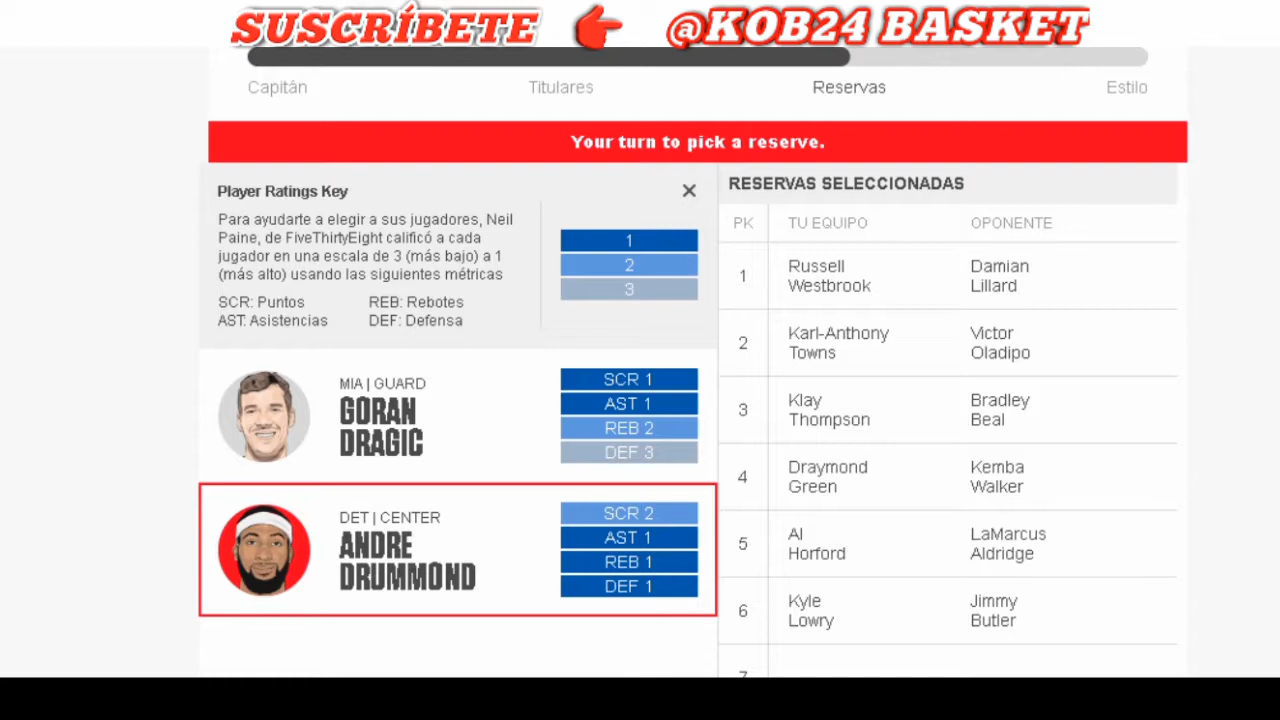 SUSCRÍBETE 👉 @KOB24 BASKET
Capitán
Titulares
Reservas
Estilo
Your turn to pick a reserve.
Player Ratings Key
Para ayudarte a elegir a sus jugadores, Neil
Paine, de FiveThirtyEight calificó a cada
jugador en una escala de 3 (más bajo) a 1
(más alto) usando las siguientes métricas
SCR: Puntos
REB: Rebotes
AST: Asistencias
DEF: Defensa
1
2
3
MIA | GUARD
GORAN
DRAGIC
SCR 1
AST 1
REB 2
DEF 3
DET | CENTER
ANDRE
DRUMMOND
SCR 2
AST 1
REB 1
DEF 1
RESERVAS SELECCIONADAS
PK
TU EQUIPO
OPONENTE
1
Russell
Westbrook
Damian
Lillard
2
Karl-Anthony
Towns
Victor
Oladipo
3
Klay
Thompson
Bradley
Beal
4
Draymond
Green
Kemba
Walker
5
Al
Horford
LaMarcus
Aldridge
6
Kyle
Lowry
Jimmy
Butler
7